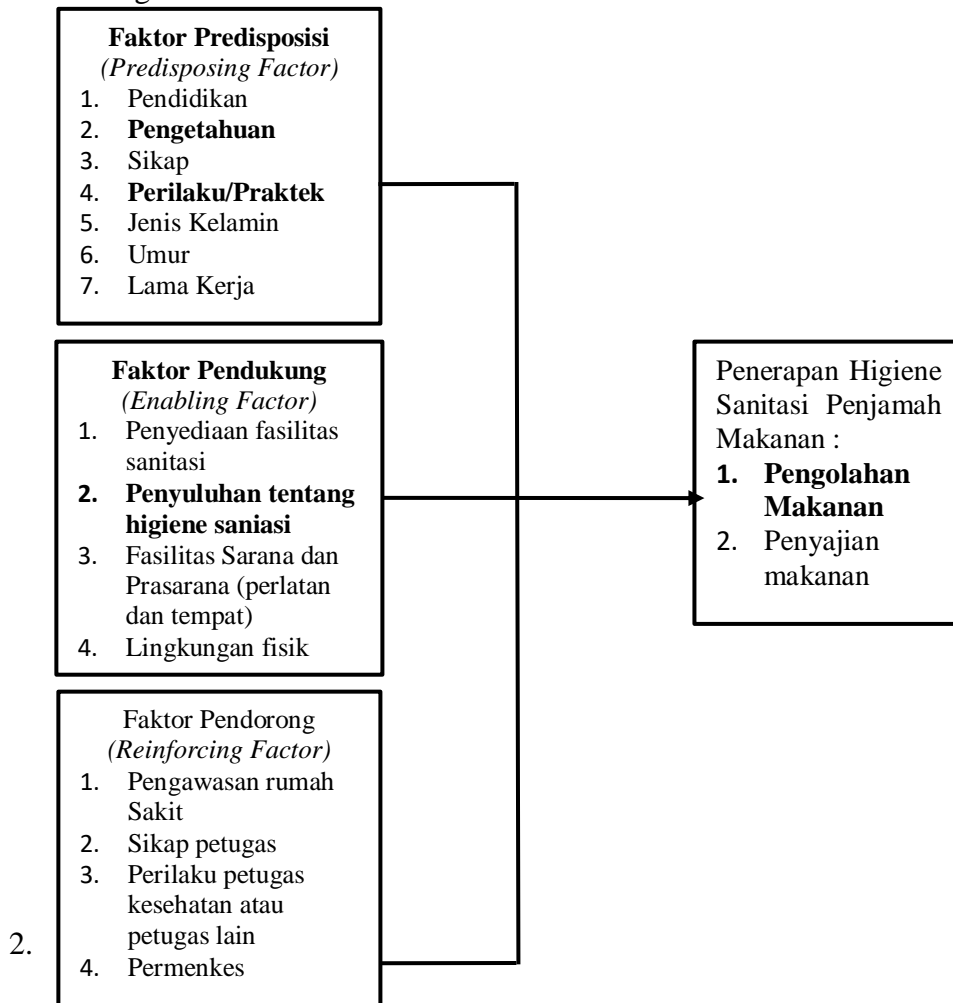 Faktor Predisposisi
(Predisposing Factor)
1. Pendidikan
2. Pengetahuan
3. Sikap
4. Perilaku/Praktek
5. Jenis Kelamin
6. Umur
7. Lama Kerja
Faktor Pendukung
(Enabling Factor)
1. Penyediaan fasilitas
sanitasi
2. Penyuluhan tentang
higiene saniasi
3. Fasilitas Sarana dan
Prasarana (perlatan
dan tempat)
4. Lingkungan fisik
Faktor Pendorong
(Reinforcing Factor)
1. Pengawasan rumah
Sakit
2. Sikap petugas
3. Perilaku petugas
kesehatan atau
petugas lain
4. Permenkes
2.
Penerapan Higiene
Sanitasi Penjamah
Makanan :
1. Pengolahan
Makanan
2. Penyajian
makanan